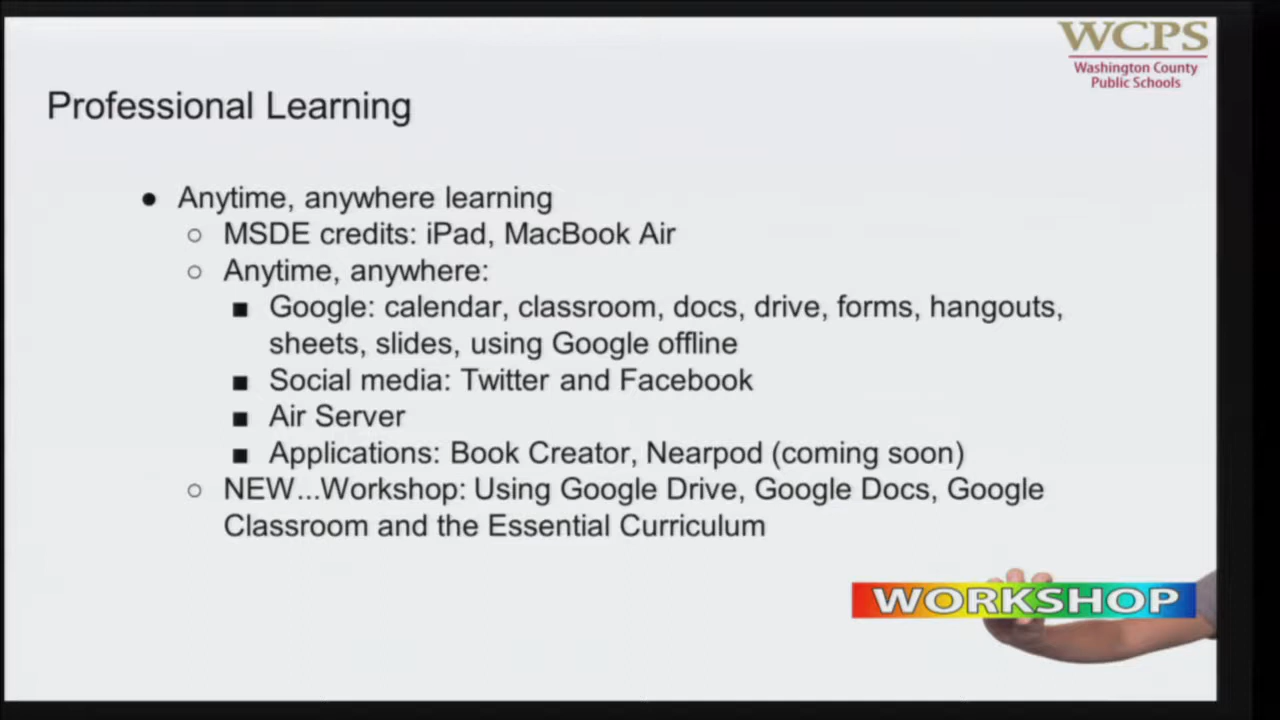 WCPS
Washington County
Public Schools
Professional Learning
● Anytime, anywhere learning
○ MSDE credits: iPad, MacBook Air
○ Anytime, anywhere:
■ Google: calendar, classroom, docs, drive, forms, hangouts,
sheets, slides, using Google offline
■ Social media: Twitter and Facebook
■ Air Server
■ Applications: Book Creator, Nearpod (coming soon)
○ NEW...Workshop: Using Google Drive, Google Docs, Google
Classroom and the Essential Curriculum
WORKSHOP